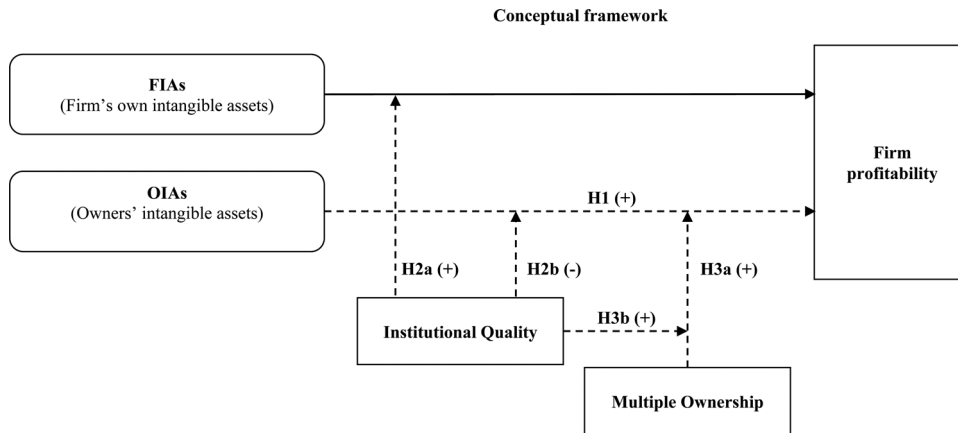 Conceptual framework
FIAs
(Firm's own intangible assets)
OIAs
(Owners' intangible assets)
Firm
profitability
H1 (+)
H2a (+)
H2b (-)
H3a (+)
Institutional Quality
H3b (+)
Multiple Ownership